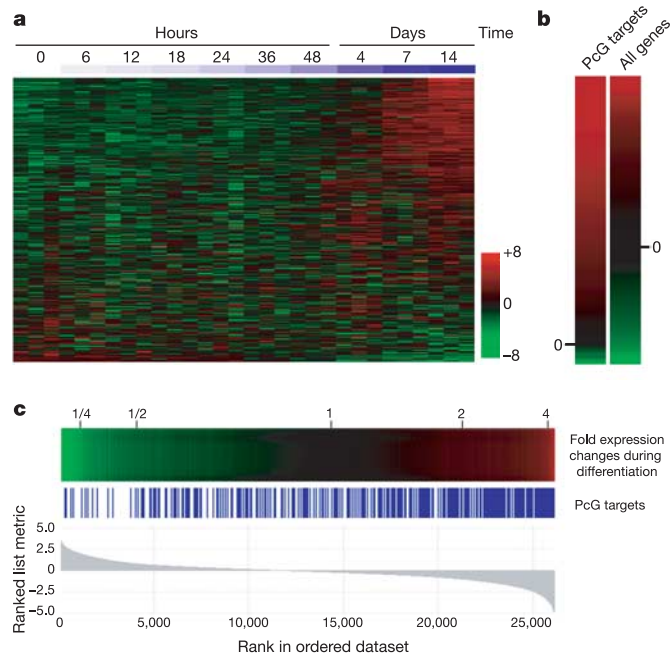 a
Hours
Days
Time
0 6 12 18 24 36 48 4 7 14
+8
0
−8
b
PcG targets
All genes
0
0
c
1/4 1/2 1 2 4
Fold expression
changes during
differentiation
PcG targets
Ranked list metric
5.0
2.5
0
−2.5
−5.0
0 5,000 10,000 15,000 20,000 25,000
Rank in ordered dataset